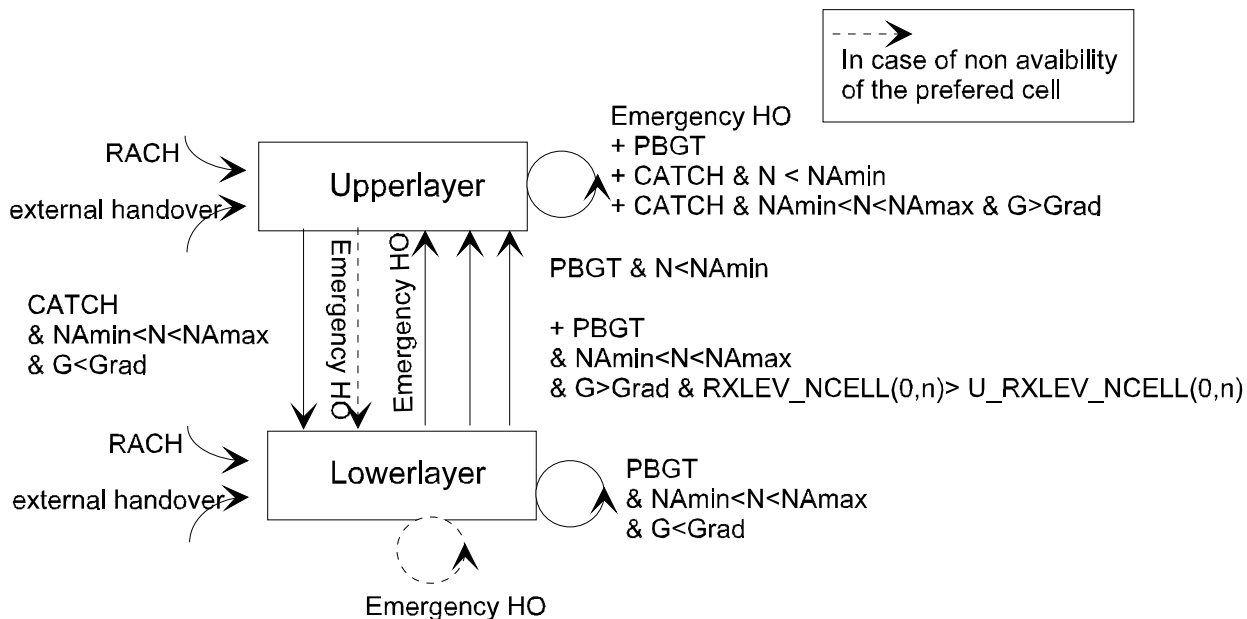 In case of non avaibility
of the prefered cell
Emergency HO
+ PBGT
+ CATCH & N < NAmin
+ CATCH & NAmin<N<NAmax & G>Grad
RACH
external handover
Upperlayer
Emergency HO
Emergency HO
CATCH
& NAmin<N<NAmax
& G<Grad
PBGT & N<NAmin
+ PBGT
& NAmin<N<NAmax
& G>Grad & RXLEV_NCELL(0,n)> U_RXLEV_NCELL(0,n)
RACH
external handover
Lowerlayer
PBGT
& NAmin<N<NAmax
& G<Grad
Emergency HO